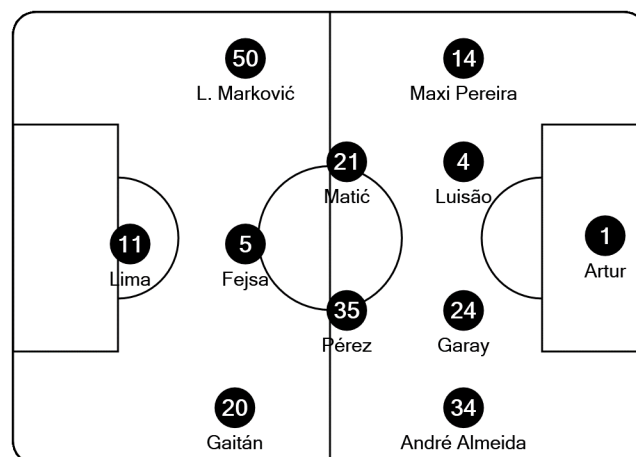 50
L. Marković
14
Maxi Pereira
21
Matić
4
Luisão
11
Lima
5
Fejsa
1
Artur
35
Pérez
24
Garay
20
Gaitán
34
André Almeida